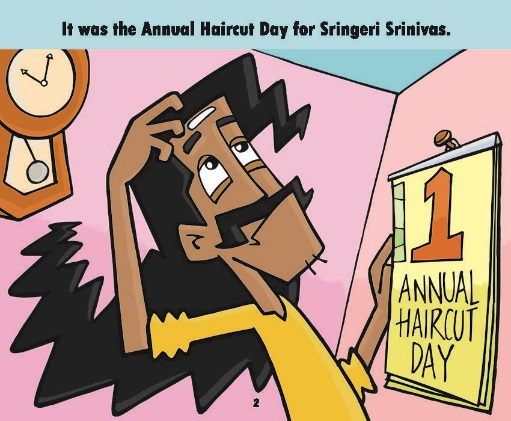 It was the Annual Haircut Day for Sringeri Srinivas.
1
ANNUAL
HAIRCUT
DAY
2